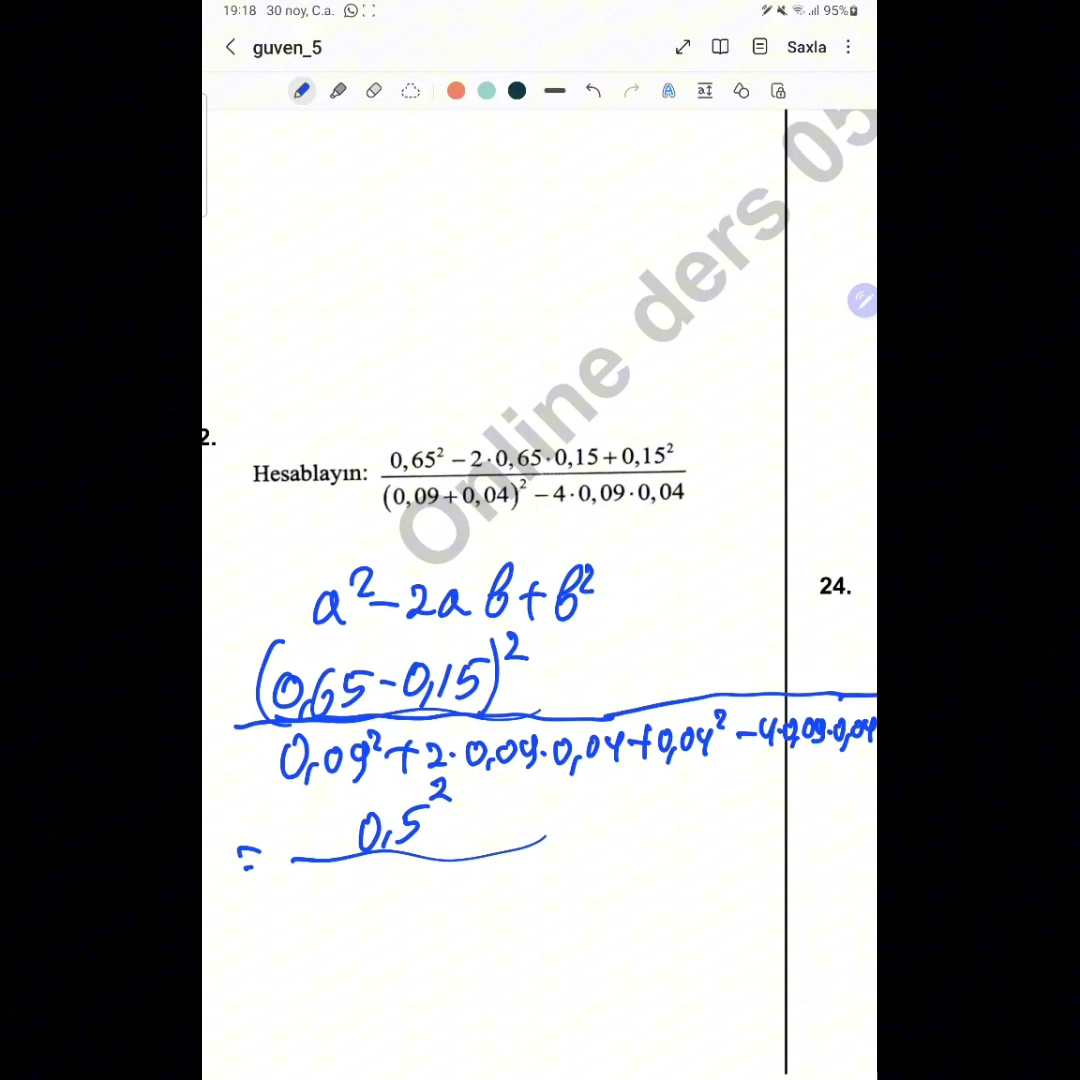 19:18 30 noy, C.a. 95%
guven_5 Saxla
Online ders 05
2.
Hesablayın: (0,65² – 2·0,65·0,15+0,15²) / ((0,09+0,04)² – 4·0,09·0,04)
24.
a²-2ab+b²
(0,65-0,15)²
0,09²+2·0,09·0,04+0,04²-4·0,09·0,04
= 0,5²